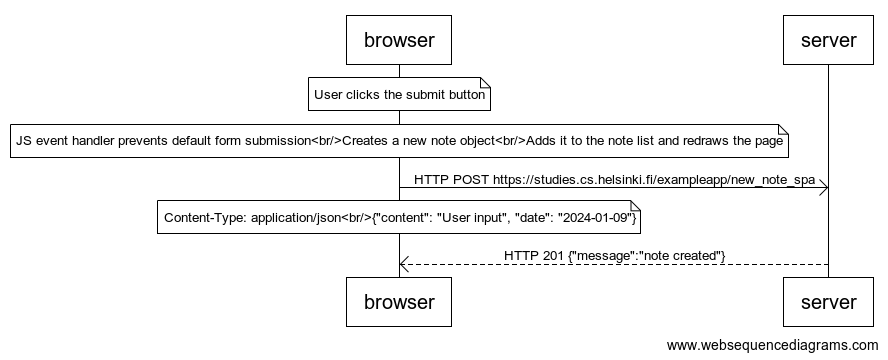 browser
server
User clicks the submit button
JS event handler prevents default form submission<br/>Creates a new note object<br/>Adds it to the note list and redraws the page
HTTP POST https://studies.cs.helsinki.fi/exampleapp/new_note_spa
Content-Type: application/json<br/>{"content": "User input", "date": "2024-01-09"}
HTTP 201 {"message":"note created"}
browser
server
www.websequencediagrams.com